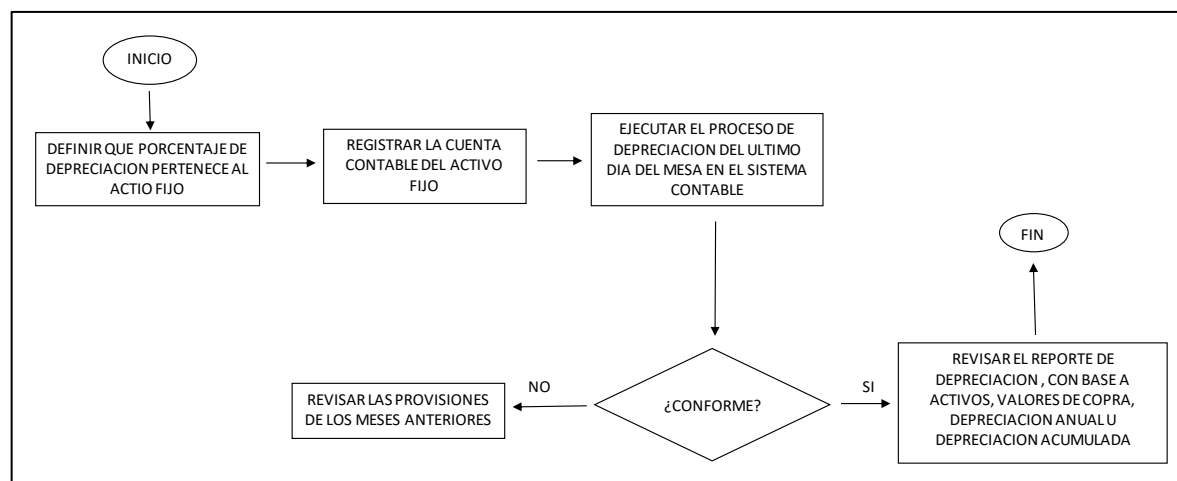 INICIO
DEFINIR QUE PORCENTAJE DE
DEPRECIACION PERTENECE AL
ACTIO FIJO
REGISTRAR LA CUENTA
CONTABLE DEL ACTIVO
FIJO
EJECUTAR EL PROCESO DE
DEPRECIACION DEL ULTIMO
DIA DEL MESA EN EL SISTEMA
CONTABLE
FIN
REVISAR LAS PROVISIONES
DE LOS MESES ANTERIORES
NO
¿CONFORME?
SI
REVISAR EL REPORTE DE
DEPRECIACION , CON BASE A
ACTIVOS, VALORES DE COPRA,
DEPRECIACION ANUAL U
DEPRECIACION ACUMULADA